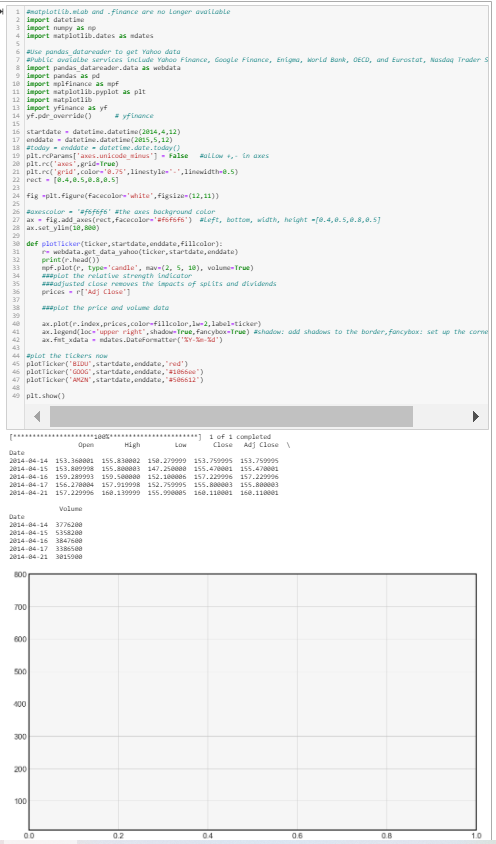 1 #matplotlib.mlab and .finance are no longer available
2 import datetime
3 import numpy as np
4 import matplotlib.dates as mdates
5
6 #Use pandas_datareader to get Yahoo data
7 #Public availalbe services include Yahoo Finance, Google Finance, Enigma, World Bank, OECD, and Eurostat, Nasdaq Trader S
8 import pandas_datareader.data as webdata
9 import pandas as pd
10 import mplfinance as mpf
11 import matplotlib.pyplot as plt
12 import matplotlib
13 import yfinance as yf
14 yf.pdr_override() # yfinance
15
16 startdate = datetime.datetime(2014,4,12)
17 enddate = datetime.datetime(2015,5,12)
18 #today = enddate = datetime.date.today()
19 plt.rcParams['axes.unicode_minus'] = False #allow +,- in axes
20 plt.rc('axes',grid=True)
21 plt.rc('grid',color='0.75',linestyle='-',linewidth=0.5)
22 rect = [0.4,0.5,0.8,0.5]
23
24 fig =plt.figure(facecolor='white',figsize=(12,11))
25
26 #axescolor = '#f6f6f6' #the axes background color
27 ax = fig.add_axes(rect,facecolor='#f6f6f6') #left, bottom, width, height =[0.4,0.5,0.8,0.5]
28 ax.set_ylim(10,800)
29
30 def plotTicker(ticker,startdate,enddate,fillcolor):
31 r= webdata.get_data_yahoo(ticker,startdate,enddate)
32 print(r.head())
33 mpf.plot(r, type='candle', mav=(2, 5, 10), volume=True)
34 ###plot the relative strength indicator
35 ###adjusted close removes the impacts of splits and dividends
36 prices = r['Adj Close']
37
38 ###plot the price and volume data
39
40 ax.plot(r.index,prices,color=fillcolor,lw=2,label=ticker)
41 ax.legend(loc='upper right',shadow=True,fancybox=True) #shadow: add shadows to the border,fancybox: set up the corne
42 ax.fmt_xdata = mdates.DateFormatter('%Y-%m-%d')
43
44 #plot the tickers now
45 plotTicker('BIDU',startdate,enddate,'red')
46 plotTicker('GOOG',startdate,enddate,'#1066ee')
47 plotTicker('AMZN',startdate,enddate,'#506612')
48
49 plt.show()
[*********************100%***********************] 1 of 1 completed
Open High Low Close Adj Close \
Date
2014-04-14 153.360001 155.830002 150.279999 153.759995 153.759995
2014-04-15 153.809998 155.800003 147.250000 155.470001 155.470001
2014-04-16 159.289993 159.500000 152.100006 157.229996 157.229996
2014-04-17 156.270004 157.919998 152.759995 155.800003 155.800003
2014-04-21 157.229996 160.139999 155.990005 160.110001 160.110001
Volume
Date
2014-04-14 3776200
2014-04-15 5358200
2014-04-16 3847600
2014-04-17 3386500
2014-04-21 3015900
800
700
600
500
400
300
200
100
0.0 0.2 0.4 0.6 0.8 1.0